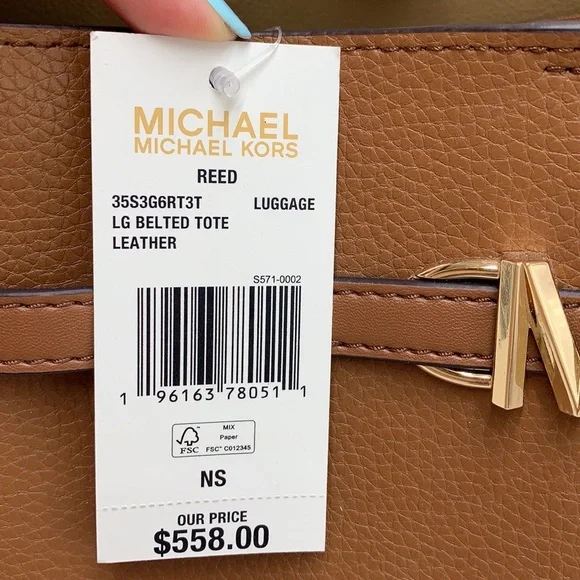 MICHAEL
MICHAEL KORS
REED
35S3G6RT3T LUGGAGE
LG BELTED TOTE
LEATHER
S571-0002
1 96163 78051 1
FSC
MIX
Paper
FSC™ C012345
NS
OUR PRICE
$558.00